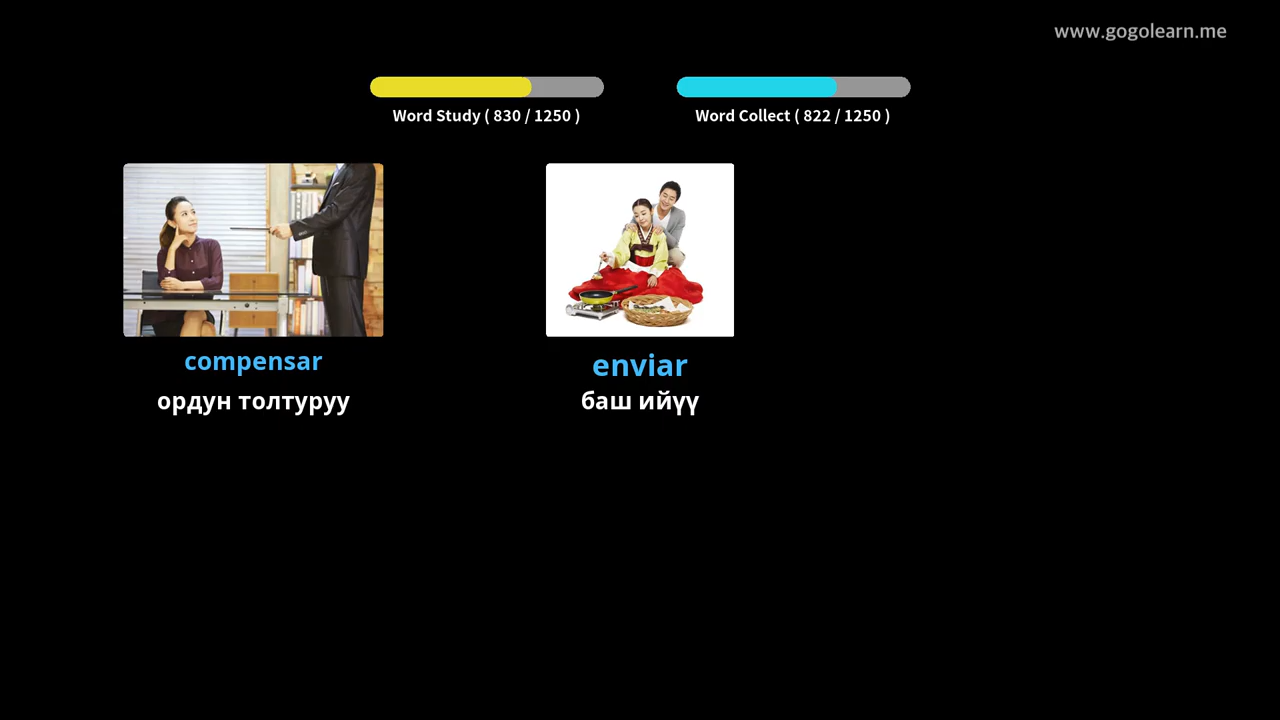 www.gogolearn.me
Word Study ( 830 / 1250 )
Word Collect ( 822 / 1250 )
compensar
ордун толтуруу
enviar
баш ийүү